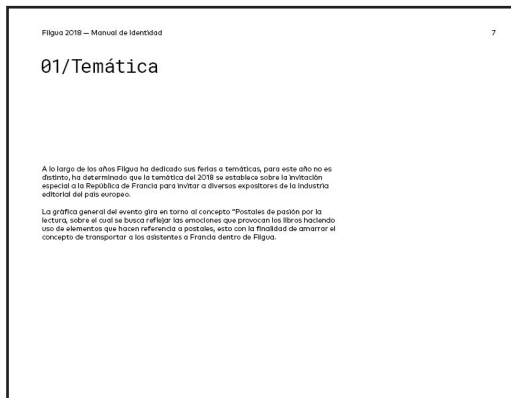 Filgua 2018 — Manual de Identidad
7
01/Temática
A lo largo de los años Filgua ha dedicado sus ferias a temáticas, para este año no es
distinto, ha determinado que la temática del 2018 se establece sobre la invitación
especial a la República de Francia para invitar a diversos expositores de la industria
editorial del país europeo.
La gráfica general del evento gira en torno al concepto "Postales de pasión por la
lectura, sobre el cual se busca reflejar las emociones que provocan los libros haciendo
uso de elementos que hacen referencia a postales, esto con la finalidad de amarrar el
concepto de transportar a los asistentes a Francia dentro de Filgua.